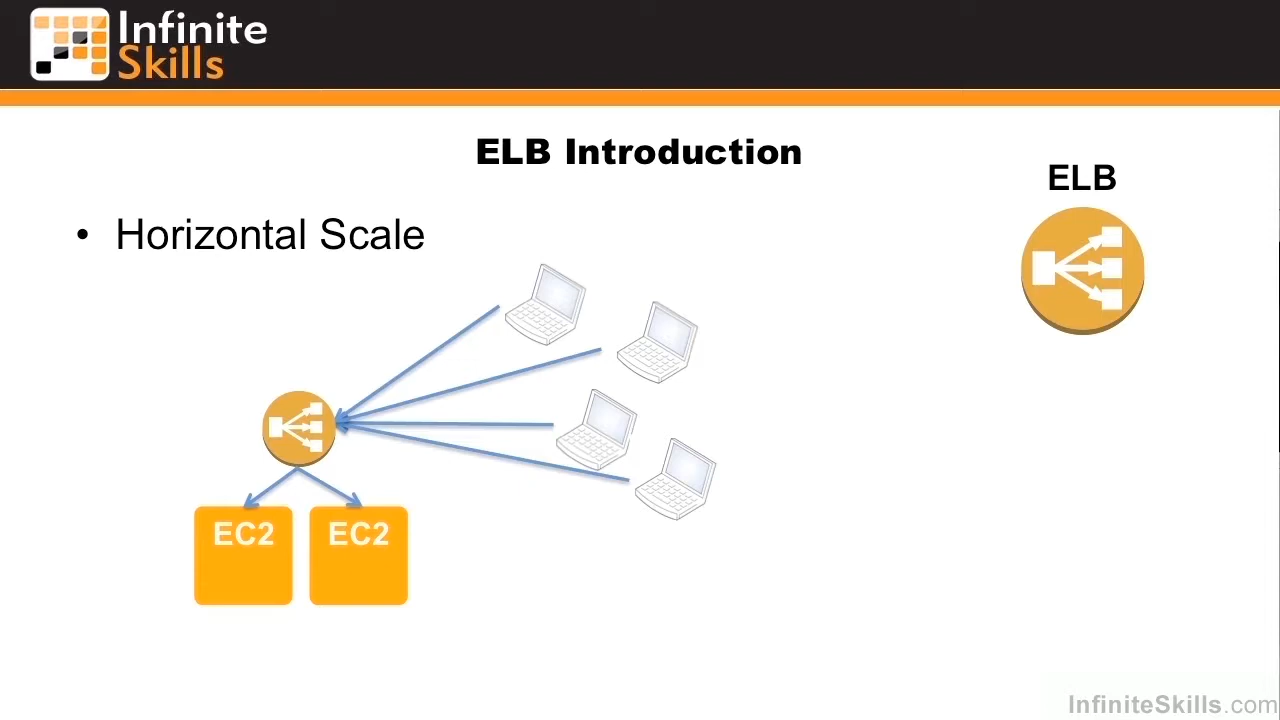 Infinite
Skills
ELB Introduction
ELB
• Horizontal Scale
EC2
EC2
InfiniteSkills.com